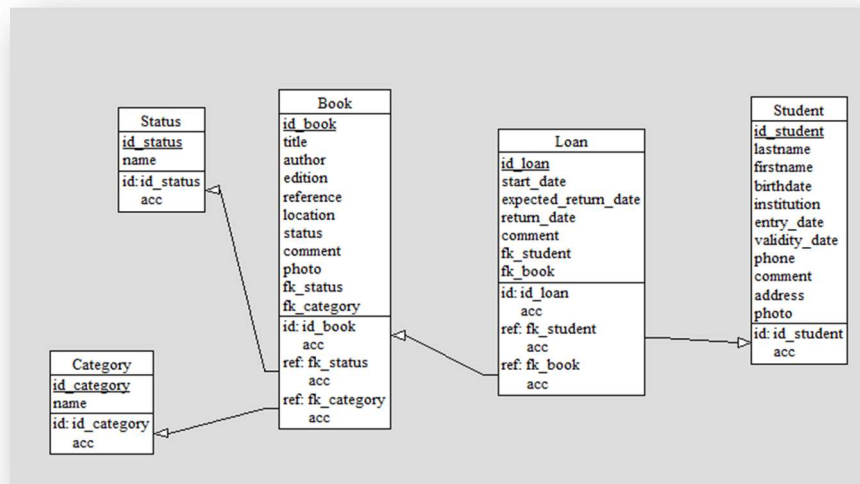 Status
id_status
name
id: id_status
acc
Category
id_category
name
id: id_category
acc
Book
id_book
title
author
edition
reference
location
status
comment
photo
fk_status
fk_category
id: id_book
acc
ref: fk_status
acc
ref: fk_category
acc
Loan
id_loan
start_date
expected_return_date
return_date
comment
fk_student
fk_book
id: id_loan
acc
ref: fk_student
acc
ref: fk_book
acc
Student
id_student
lastname
firstname
birthdate
institution
entry_date
validity_date
phone
comment
address
photo
id: id_student
acc